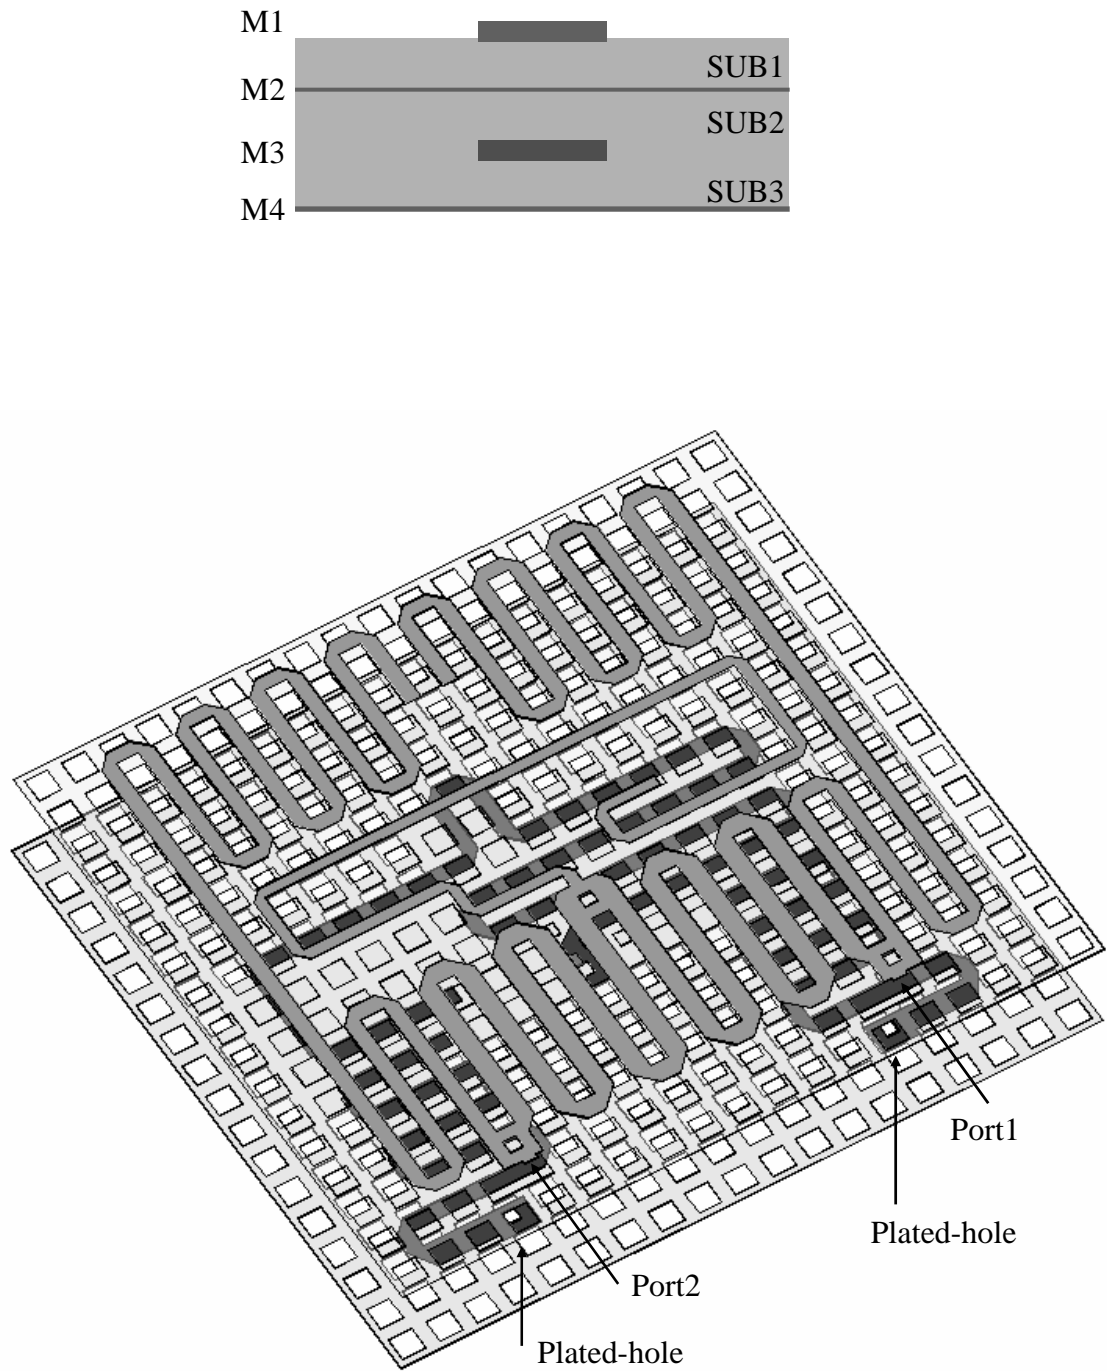 M1
SUB1
M2
SUB2
M3
SUB3
M4
Port1
Plated-hole
Port2
Plated-hole